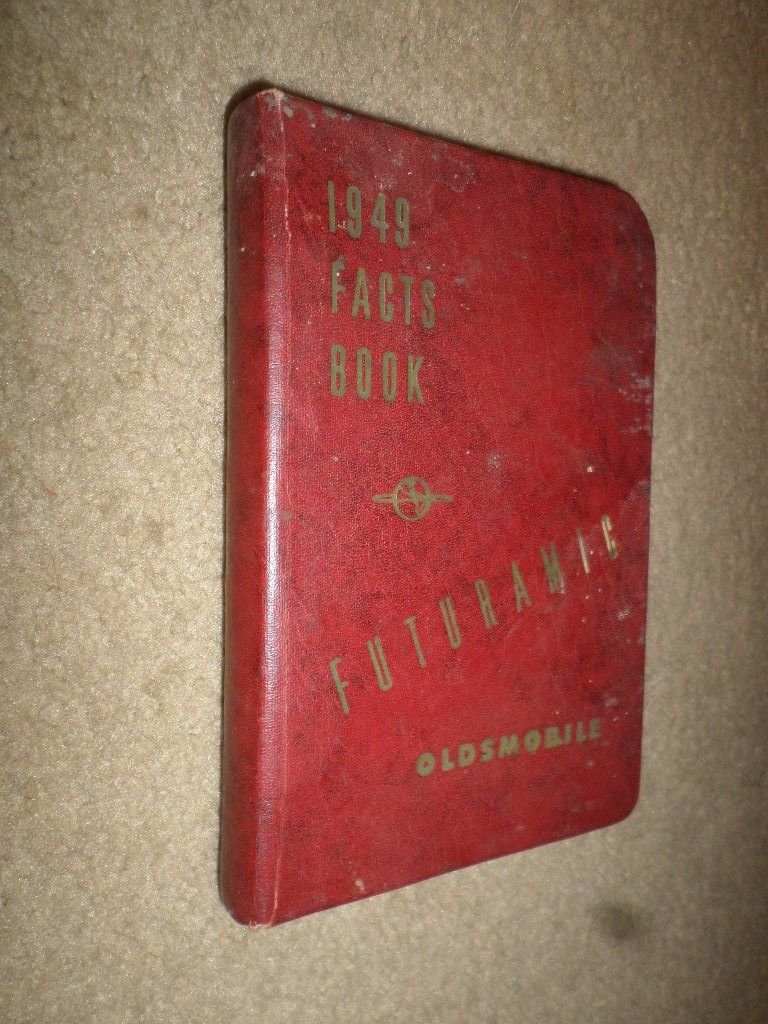 1949
FACTS
BOOK
FUTURAMIC
OLDSMOBILE